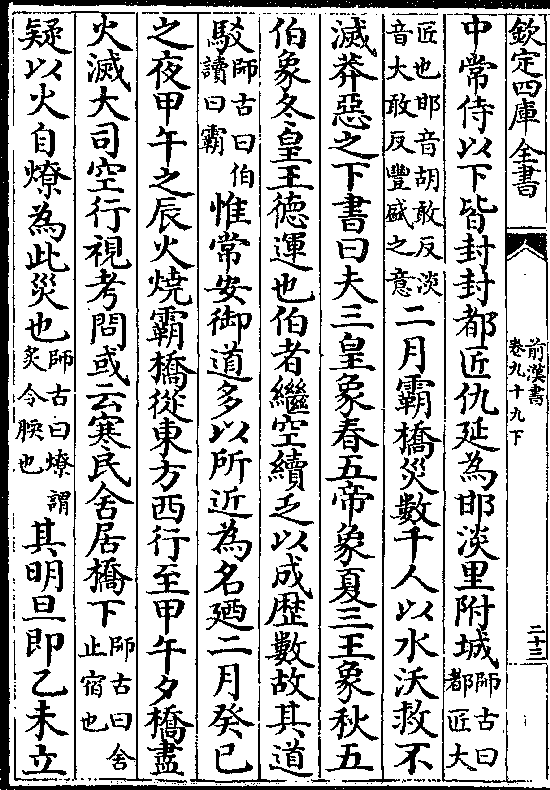 欽定四庫全書
前漢書
卷九十九下
二十三
中常侍以下皆封封都匠仇延為邯淡里附城師古曰都匠大
匠也邯音胡敢反淡音大敢反豐盛之意二月霸橋災數千人以水沃救不
滅莽惡之下書曰夫三皇象春五帝象夏三王象秋五
伯象冬皇王德運也伯者繼空續乏以成歴數故其道
駁師古曰伯讀曰霸惟常安御道多以所近為名廼二月癸巳
之夜甲午之辰火燒霸橋從東方西行至甲午夕橋盡
火滅大司空行視考問或云寒民舍居橋下師古曰舍止宿也
疑以火自燎為此災也師古曰燎謂炙令腝也其明旦即乙未立